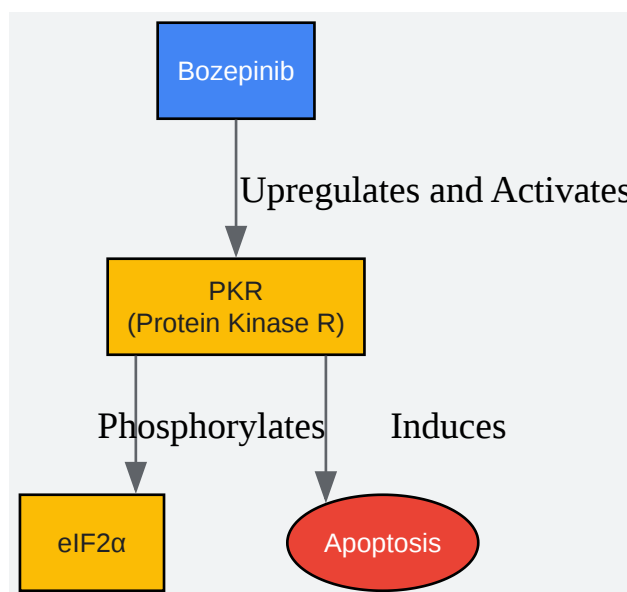 Bozepinib
Upregulates and Activates
PKR
(Protein Kinase R)
Phosphorylates
Induces
eIF2α
Apoptosis